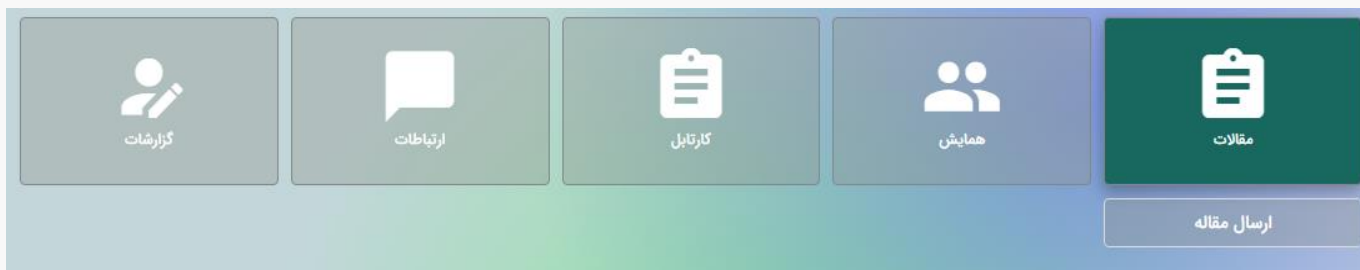 مقالات
همایش
کارتابل
ارتباطات
گزارشات
ارسال مقاله